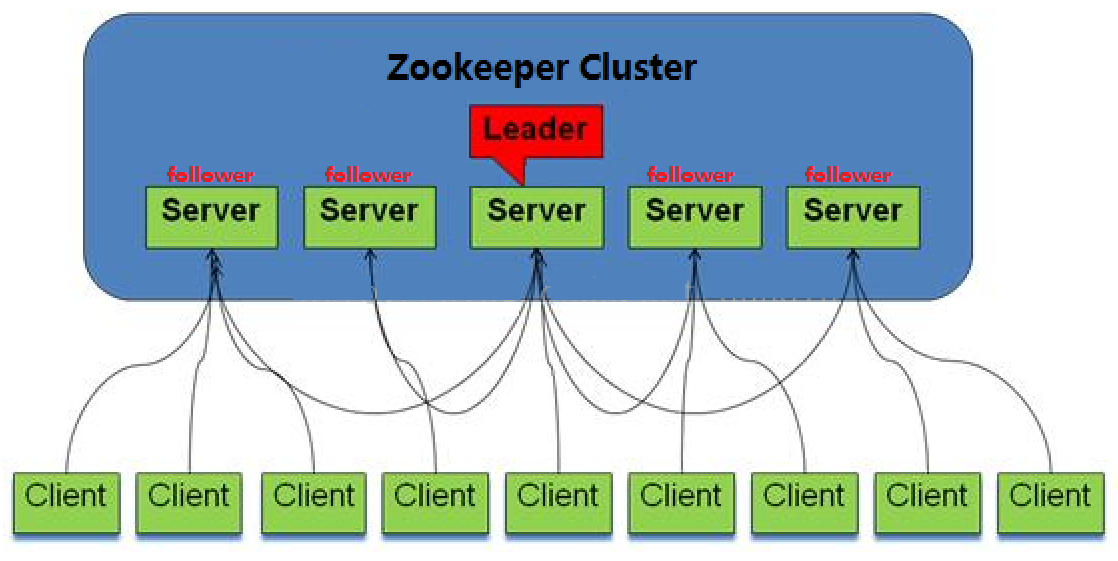 Zookeeper Cluster
Leader
follower follower follower follower
Server Server Server Server Server
Client Client Client Client Client Client Client Client Client